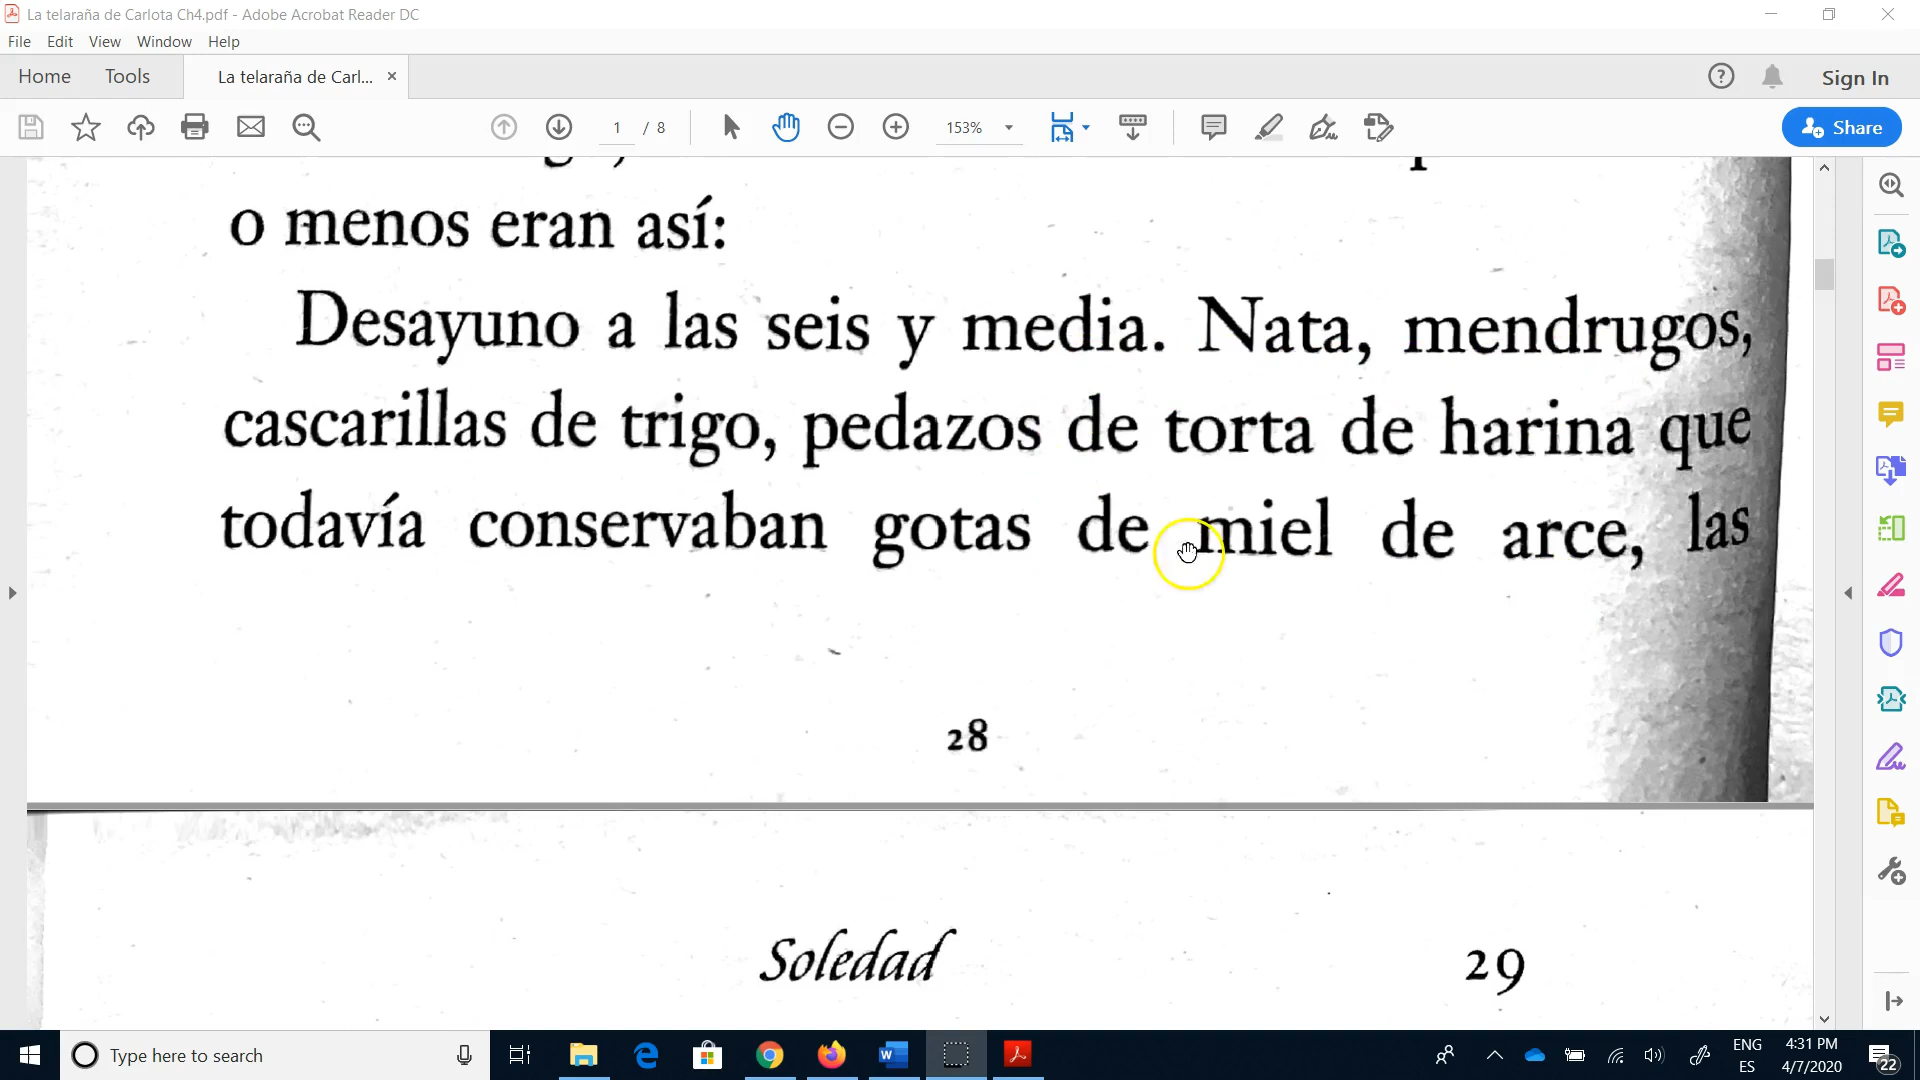 La telaraña de Carlota Ch4.pdf - Adobe Acrobat Reader DC
File Edit View Window Help
Home Tools La telaraña de Carl... × Sign In
1 / 8 153% Share
o menos eran así:
Desayuno a las seis y media. Nata, mendrugos,
cascarillas de trigo, pedazos de torta de harina que
todavía conservaban gotas de miel de arce, las
28
Soledad 29
Type here to search
ENG 4:31 PM
ES 4/7/2020 22